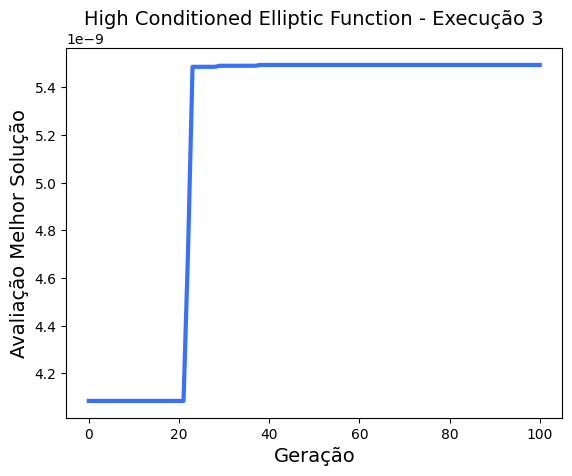 High Conditioned Elliptic Function - Execução 3
1e−9
5.4
5.2
5.0
4.8
4.6
4.4
4.2
Avaliação Melhor Solução
0 20 40 60 80 100
Geração